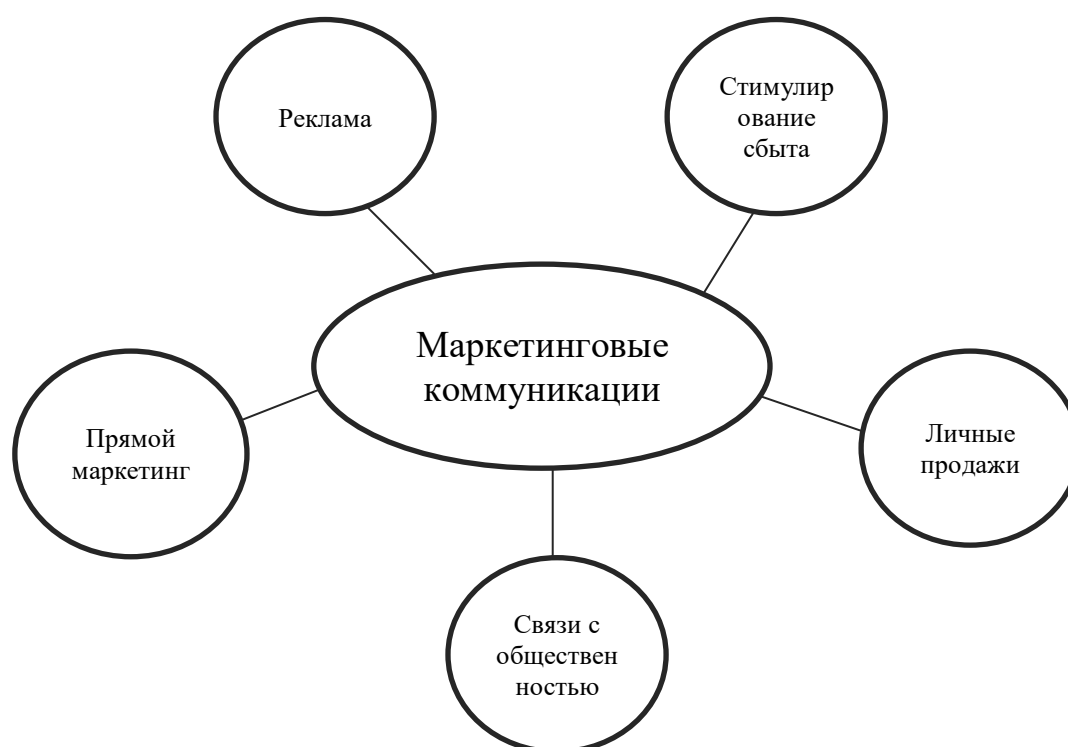 Реклама
Стимулир
ование
сбыта
Маркетинговые
коммуникации
Прямой
маркетинг
Личные
продажи
Связи с
обществен
ностью